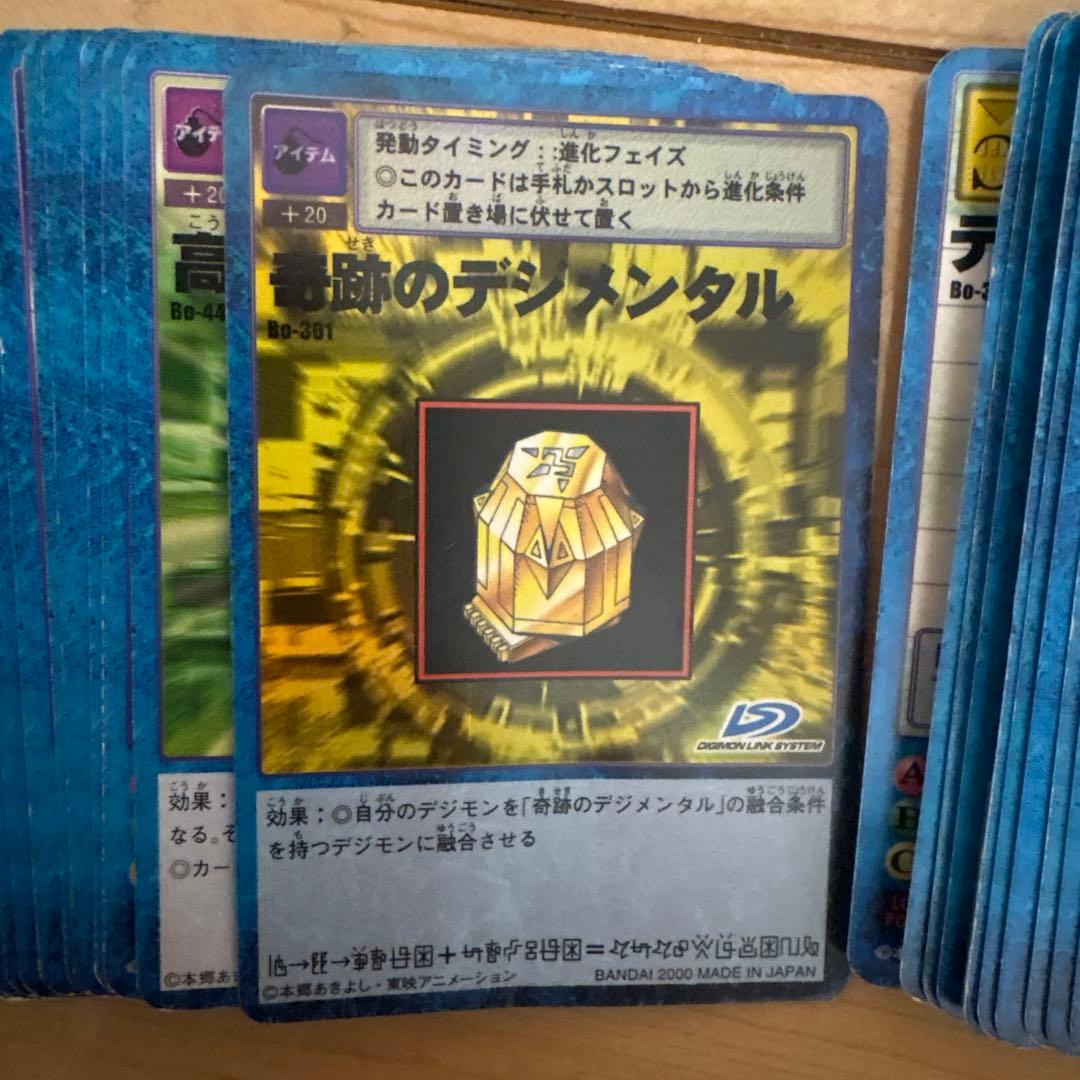 アイテム
+20
発動タイミング::進化フェイズ
◎このカードは手札かスロットから進化条件
カード置き場に伏せて置く
奇跡のデジメンタル
Bo-301
DIGIMON LINK SYSTEM
効果:◎自分のデジモンを「奇跡のデジメンタル」の融合条件
を持つデジモンに融合させる
©本郷あきよし・東映アニメーション
BANDAI 2000 MADE IN JAPAN
アイテ
+20
高
Bo-44
効果:
なる。そ
◎カー
©本郷あき
デ
Bo-3
A
B
C